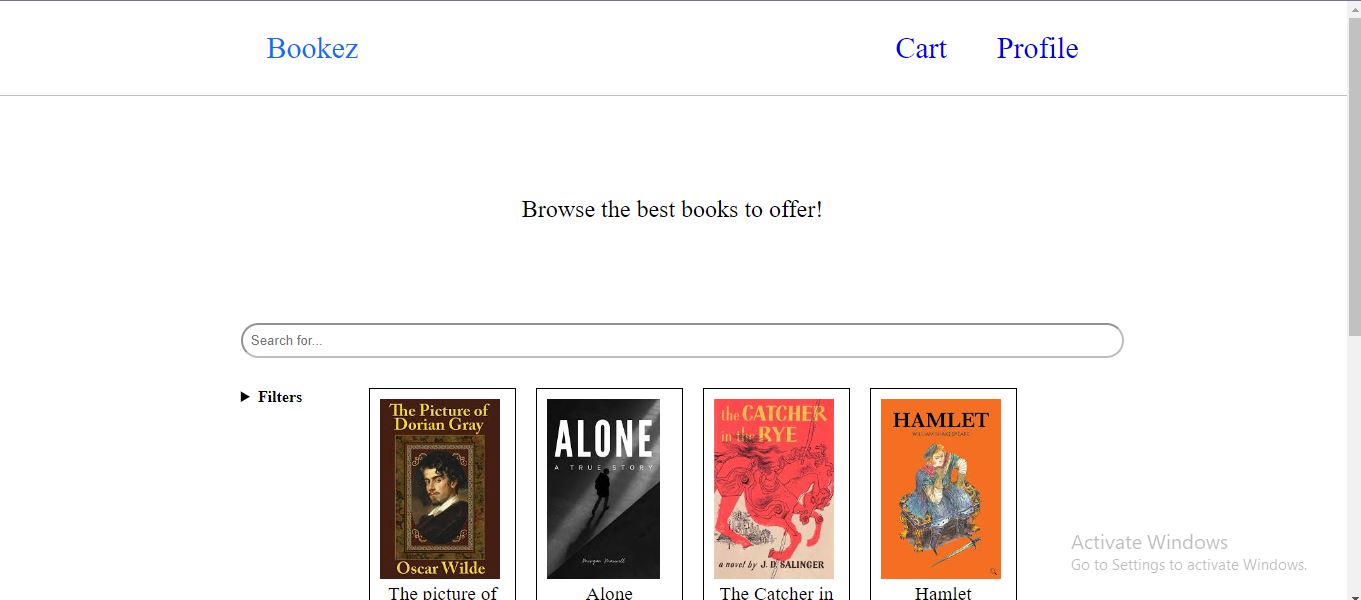 Bookez
Cart
Profile
Browse the best books to offer!
Search for...
Filters
The Picture of
Dorian Gray
Oscar Wilde
The picture of
ALONE
A TRUE STORY
Morgan Maxwell
Alone
the CATCHER
in the RYE
a novel by J. D. SALINGER
The Catcher in
HAMLET
WILLIAM SHAKESPEARE
Hamlet
Activate Windows
Go to Settings to activate Windows.